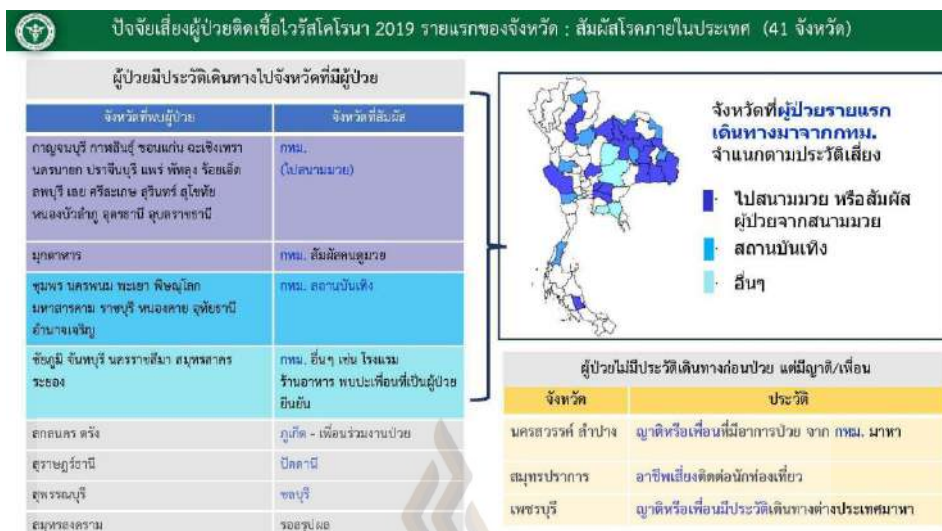 ปัจจัยเสี่ยงผู้ป่วยติดเชื้อไวรัสโคโรนา 2019 รายแรกของจังหวัด : สัมผัสโรคภายในประเทศ (41 จังหวัด)
ผู้ป่วยมีประวัติเดินทางไปจังหวัดที่มีผู้ป่วย
จังหวัดที่พบผู้ป่วย
จังหวัดที่สัมผัส
กาญจนบุรี กาฬสินธุ์ ขอนแก่น ฉะเชิงเทรา
นครนายก ปราจีนบุรี แพร่ พัทลุง ร้อยเอ็ด
ลพบุรี เลย ศรีสะเกษ สุรินทร์ สุโขทัย
หนองบัวลำภู อุดรธานี อุบลราชธานี
กทม.
(ไปสนามมวย)
มุกดาหาร
กทม. สัมผัสคนดูมวย
ชุมพร นครพนม พะเยา พิษณุโลก
มหาสารคาม ราชบุรี หนองคาย อุทัยธานี
อำนาจเจริญ
กทม. สถานบันเทิง
ชัยภูมิ จันทบุรี นครราชสีมา สมุทรสาคร
ระยอง
กทม. อื่นๆ เช่น โรงแรม
ร้านอาหาร พบปะเพื่อนที่เป็นผู้ป่วย
ยืนยัน
สกลนคร ตรัง
ภูเก็ต - เพื่อนร่วมงานป่วย
สุราษฎร์ธานี
ปัตตานี
สุพรรณบุรี
ชลบุรี
สมุทรสงคราม
รอสรุปผล
จังหวัดที่ผู้ป่วยรายแรก
เดินทางมาจากกทม.
จำแนกตามประวัติเสี่ยง
ไปสนามมวย หรือสัมผัส
ผู้ป่วยจากสนามมวย
สถานบันเทิง
อื่นๆ
ผู้ป่วยไม่มีประวัติเดินทางก่อนป่วย แต่มีญาติ/เพื่อน
จังหวัด
ประวัติ
นครสวรรค์ ลำปาง
ญาติหรือเพื่อนที่มีอาการป่วย จาก กทม. มาหา
สมุทรปราการ
อาชีพเสี่ยงติดต่อนักท่องเที่ยว
เพชรบุรี
ญาติหรือเพื่อนมีประวัติเดินทางต่างประเทศมาหา